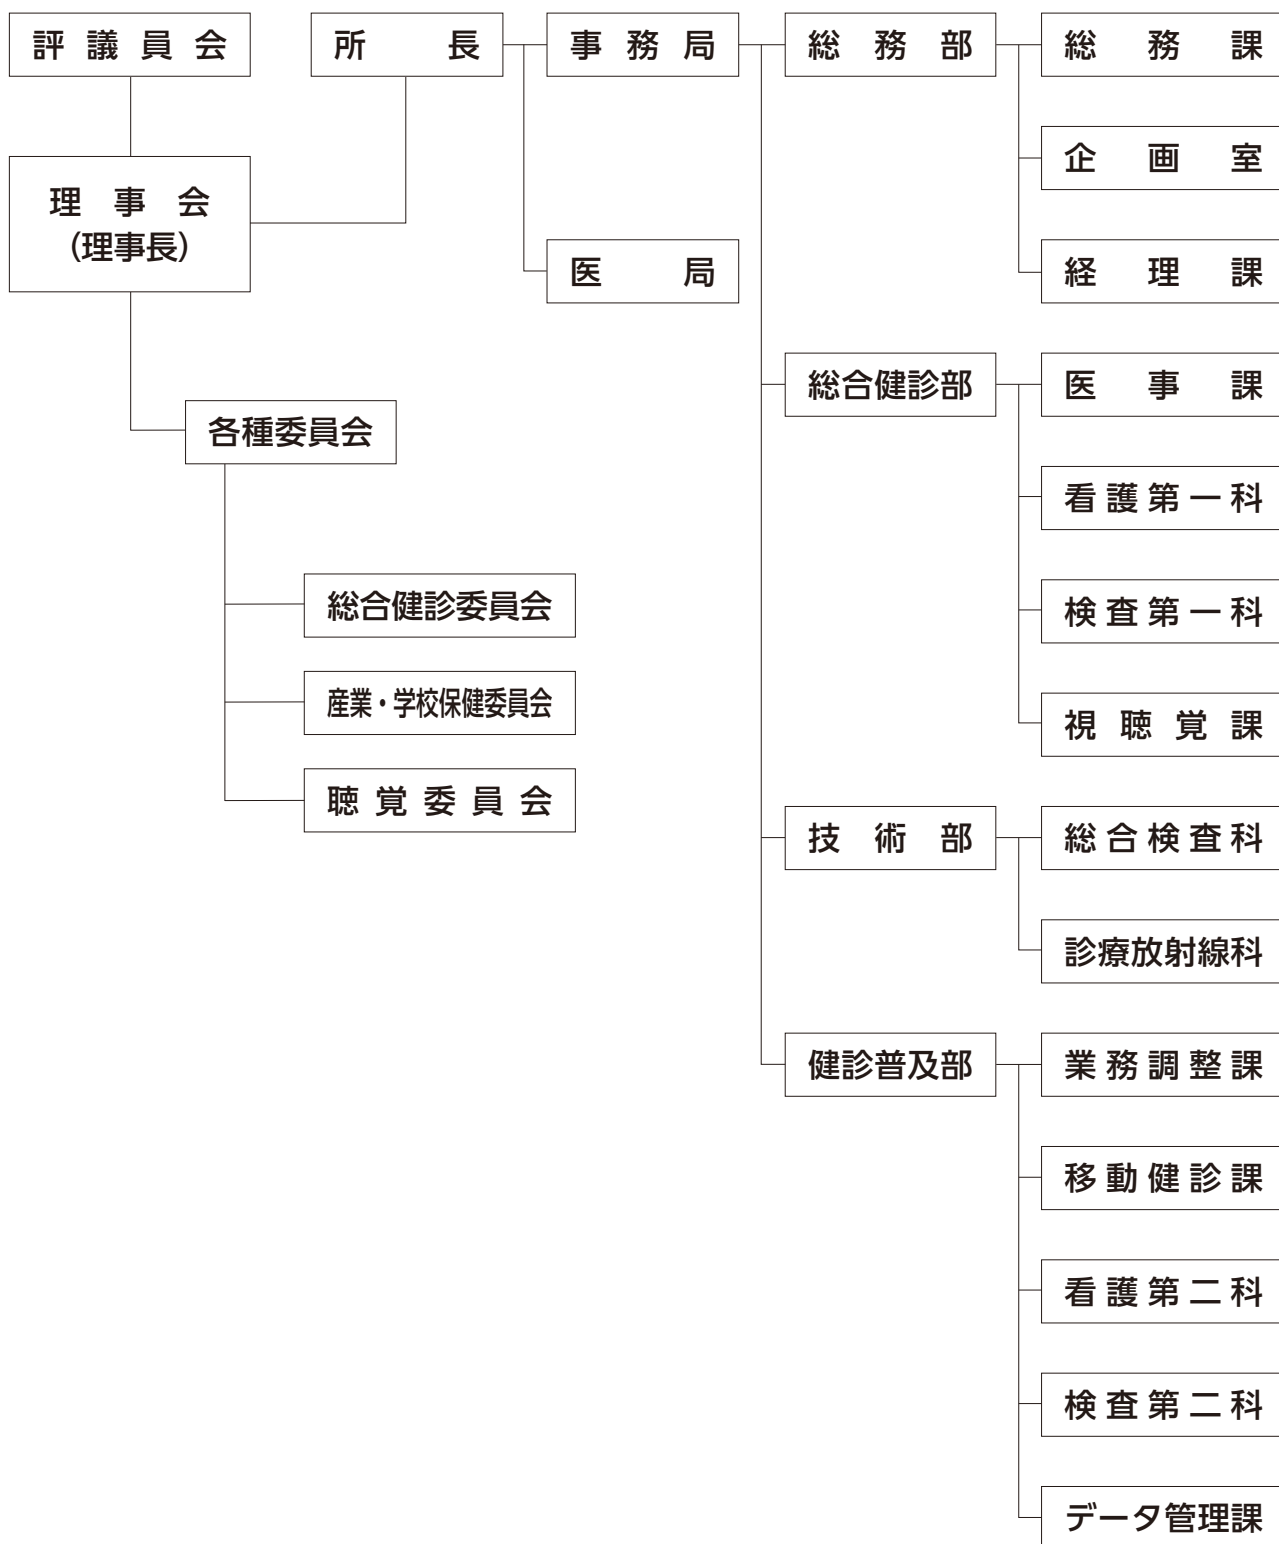 評議員会
理事会
(理事長)
各種委員会
総合健診委員会
産業・学校保健委員会
聴覚委員会
所長
事務局
医局
総務部
総務課
企画室
経理課
総合健診部
医事課
看護第一科
検査第一科
視聴覚課
技術部
総合検査科
診療放射線科
健診普及部
業務調整課
移動健診課
看護第二科
検査第二科
データ管理課